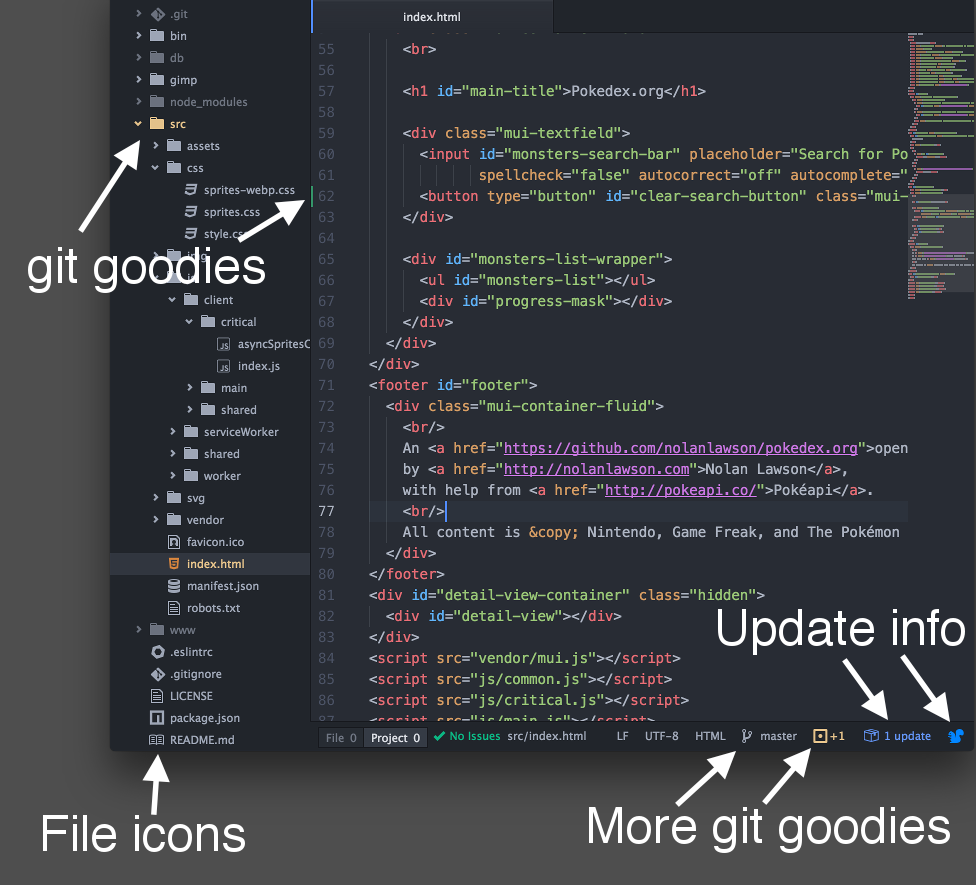 .git
bin
db
gimp
node_modules
src
assets
css
sprites-webp.css
sprites.css
style.css
git goodies
client
critical
asyncSpritesC
index.js
main
shared
serviceWorker
shared
worker
svg
vendor
favicon.ico
index.html
manifest.json
robots.txt
www
.eslintrc
.gitignore
LICENSE
package.json
README.md
File icons
index.html
55 <br>
56
57 <h1 id="main-title">Pokedex.org</h1>
58
59 <div class="mui-textfield">
60 <input id="monsters-search-bar" placeholder="Search for Po
61 spellcheck="false" autocorrect="off" autocomplete="
62 <button type="button" id="clear-search-button" class="mui-
63 </div>
64
65 <div id="monsters-list-wrapper">
66 <ul id="monsters-list"></ul>
67 <div id="progress-mask"></div>
68 </div>
69 </div>
70 </div>
71 <footer id="footer">
72 <div class="mui-container-fluid">
73 <br/>
74 An <a href="https://github.com/nolanlawson/pokedex.org">open
75 by <a href="http://nolanlawson.com">Nolan Lawson</a>,
76 with help from <a href="http://pokeapi.co/">Pokéapi</a>.
77 <br/>
78 All content is &copy; Nintendo, Game Freak, and The Pokémon
79 </div>
80 </footer>
81 <div id="detail-view-container" class="hidden">
82 <div id="detail-view"></div>
83 </div>
84 <script src="vendor/mui.js"></script>
85 <script src="js/common.js"></script>
86 <script src="js/critical.js"></script>
87 <script src="js/main.js"></script>
Update info
File 0 Project 0 No Issues src/index.html LF UTF-8 HTML master +1 1 update
More git goodies